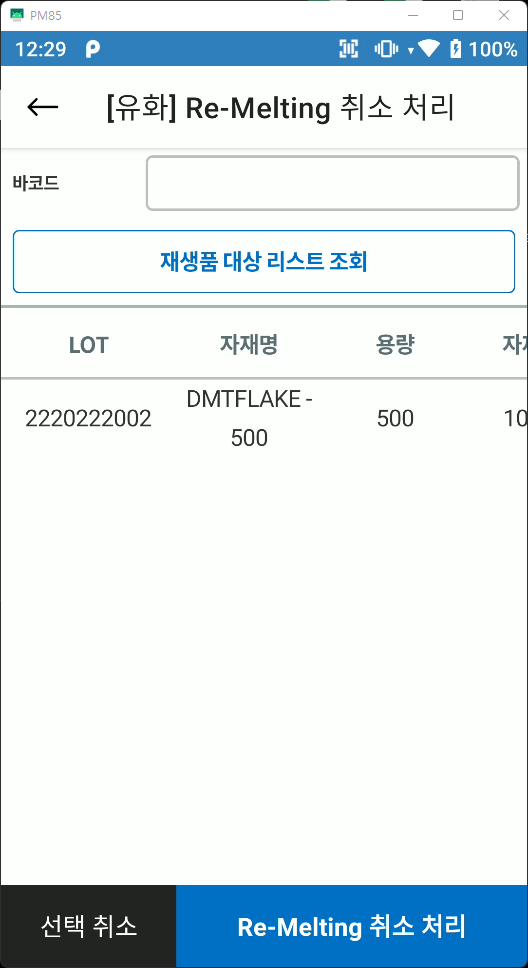 PM85
12:29 100%
[유화] Re-Melting 취소 처리
바코드
재생품 대상 리스트 조회
LOT 자재명 용량
2220222002 DMTFLAKE - 500 10
500
선택 취소 Re-Melting 취소 처리